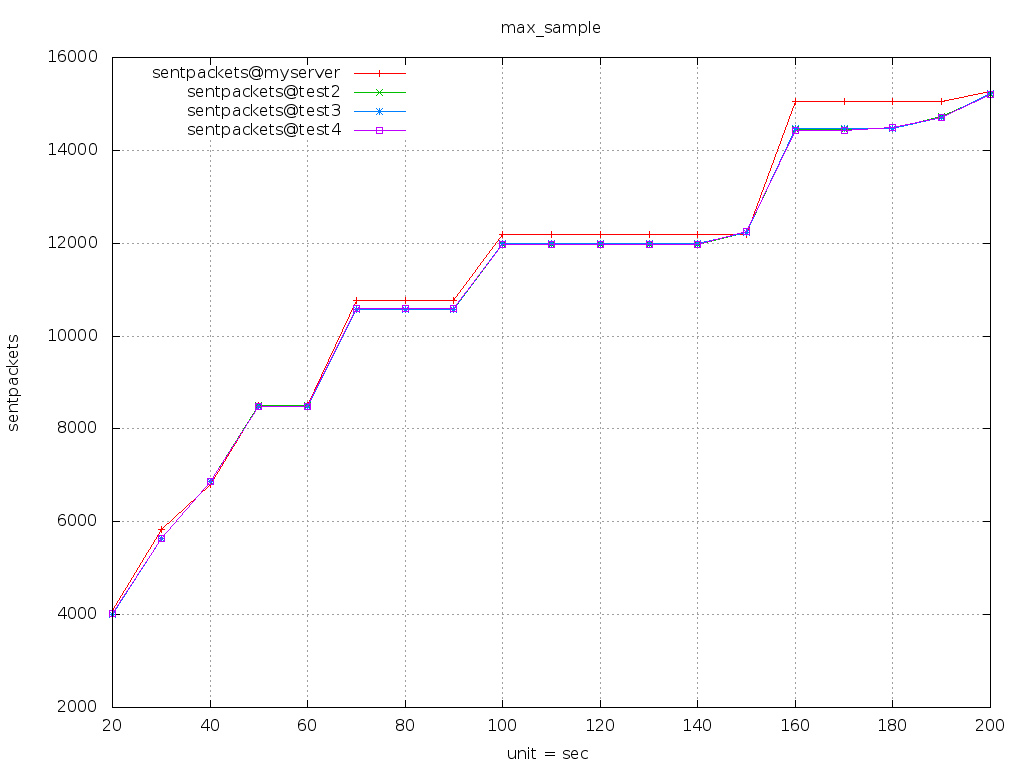 max_sample
16000
14000
12000
10000
8000
6000
4000
2000
sentpackets
sentpackets@myserver
sentpackets@test2
sentpackets@test3
sentpackets@test4
20 40 60 80 100 120 140 160 180 200
unit = sec